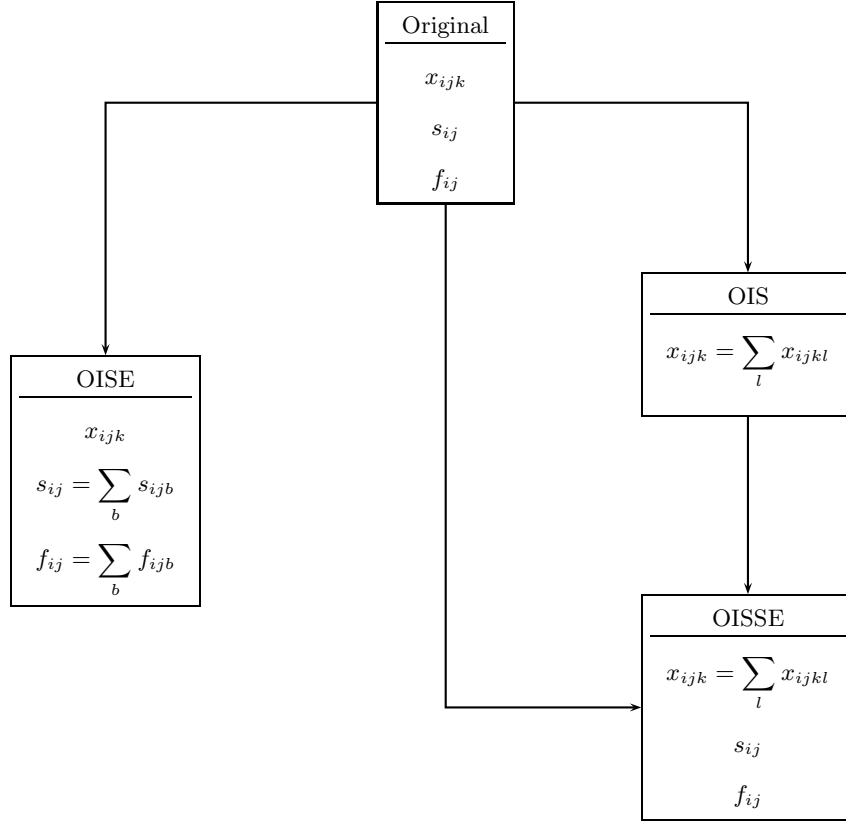 Original
x_{ijk}
s_{ij}
f_{ij}
OIS
x_{ijk} = \sum_{l} x_{ijkl}
OISE
x_{ijk}
s_{ij} = \sum_{b} s_{ijb}
f_{ij} = \sum_{b} f_{ijb}
OISSE
x_{ijk} = \sum_{l} x_{ijkl}
s_{ij}
f_{ij}